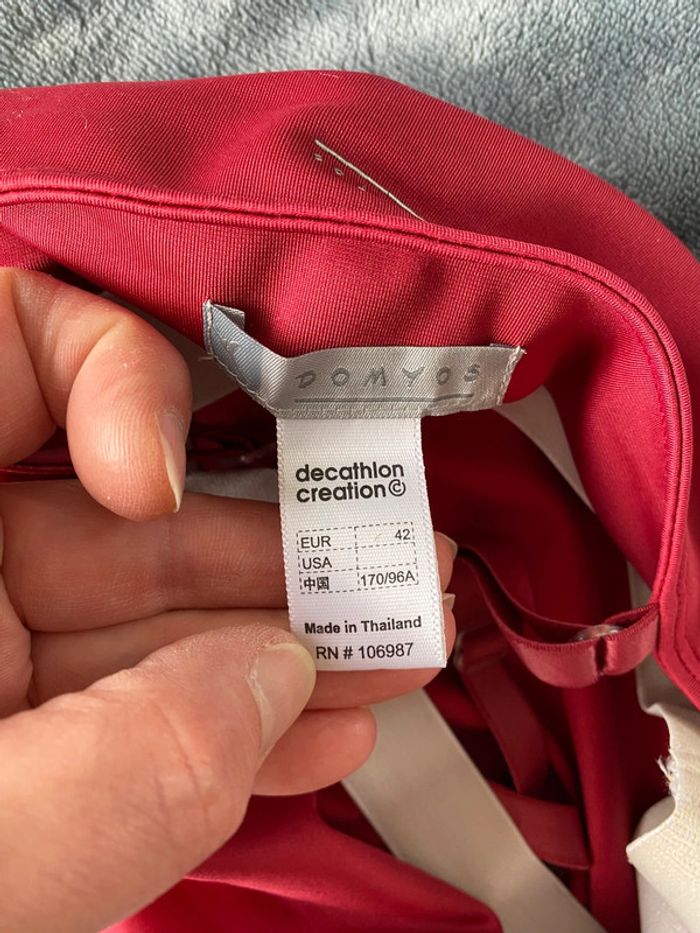 DOMYOS
decathlon
creation©
EUR 42
USA
中国 170/96A
Made in Thailand
RN # 106987